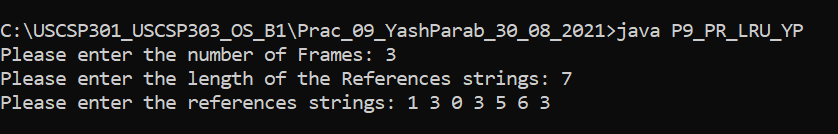 C:\USCSP301_USCSP303_OS_B1\Prac_09_YashParab_30_08_2021>java P9_PR_LRU_YP
Please enter the number of Frames: 3
Please enter the length of the References strings: 7
Please enter the references strings: 1 3 0 3 5 6 3